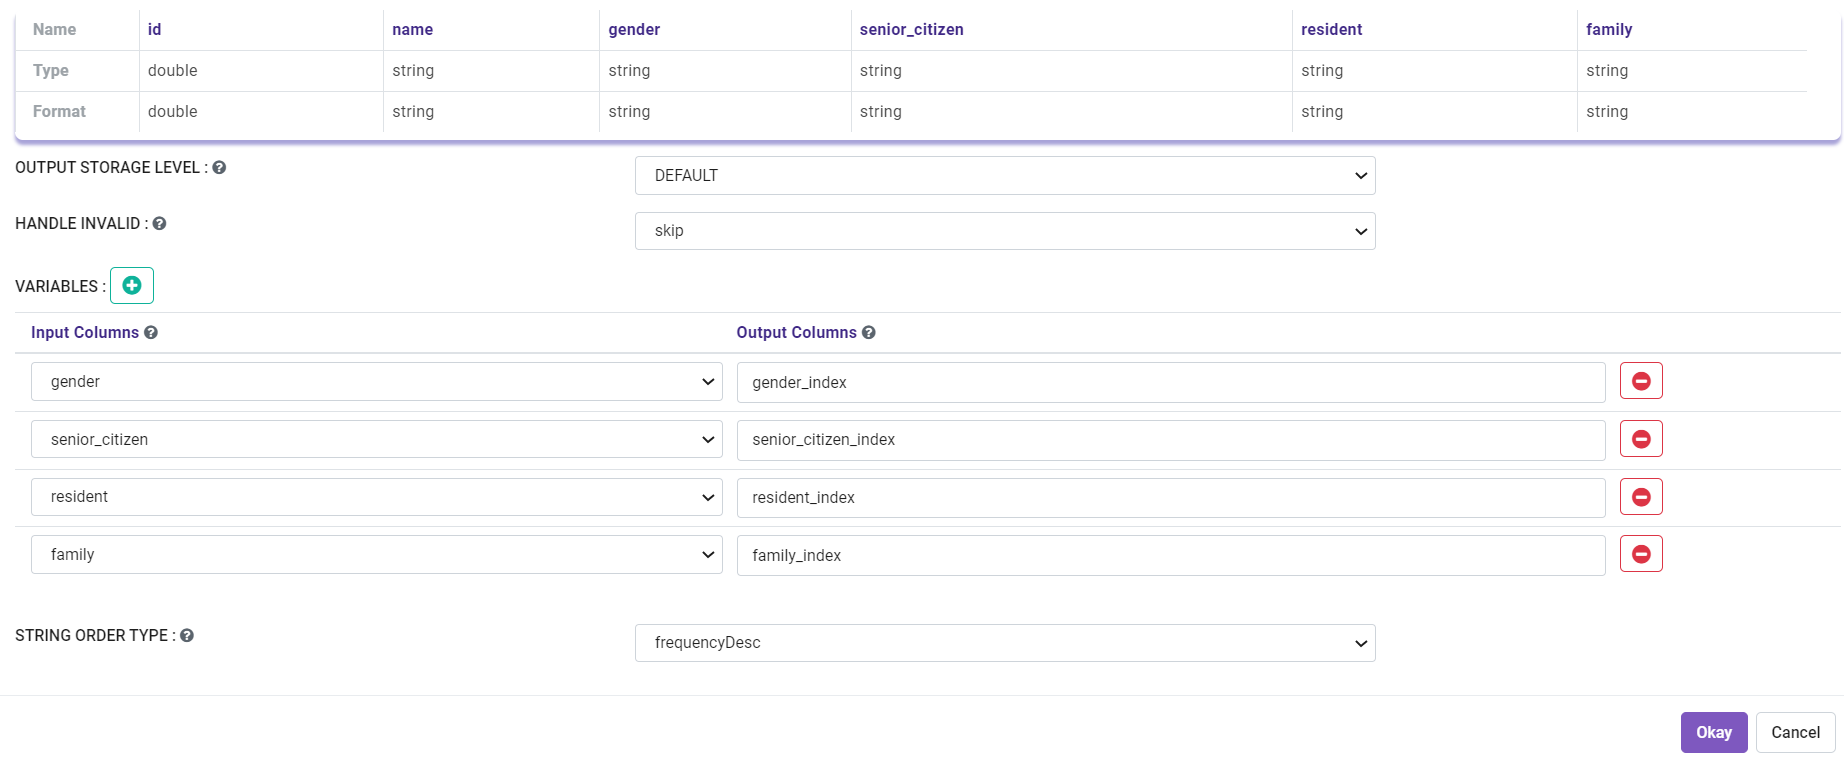 Name id name gender senior_citizen resident family
Type double string string string string string
Format double string string string string string
OUTPUT STORAGE LEVEL : DEFAULT
HANDLE INVALID : skip
VARIABLES :
Input Columns Output Columns
gender gender_index
senior_citizen senior_citizen_index
resident resident_index
family family_index
STRING ORDER TYPE : frequencyDesc
Okay Cancel